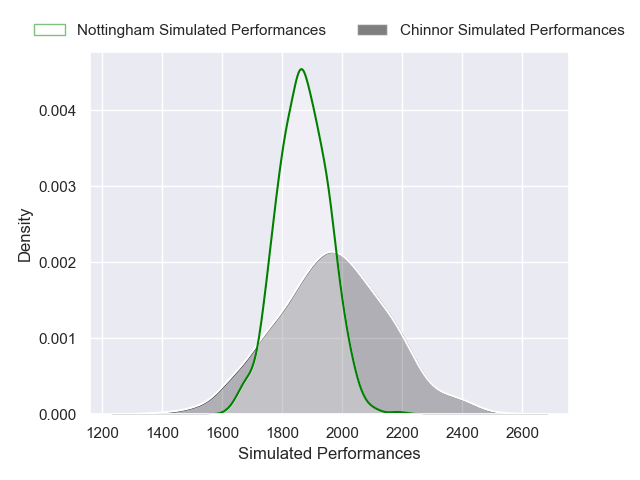 Nottingham Simulated Performances
Chinnor Simulated Performances
0.004
0.003
0.002
0.001
0.000
Density
1200 1400 1600 1800 2000 2200 2400 2600
Simulated Performances